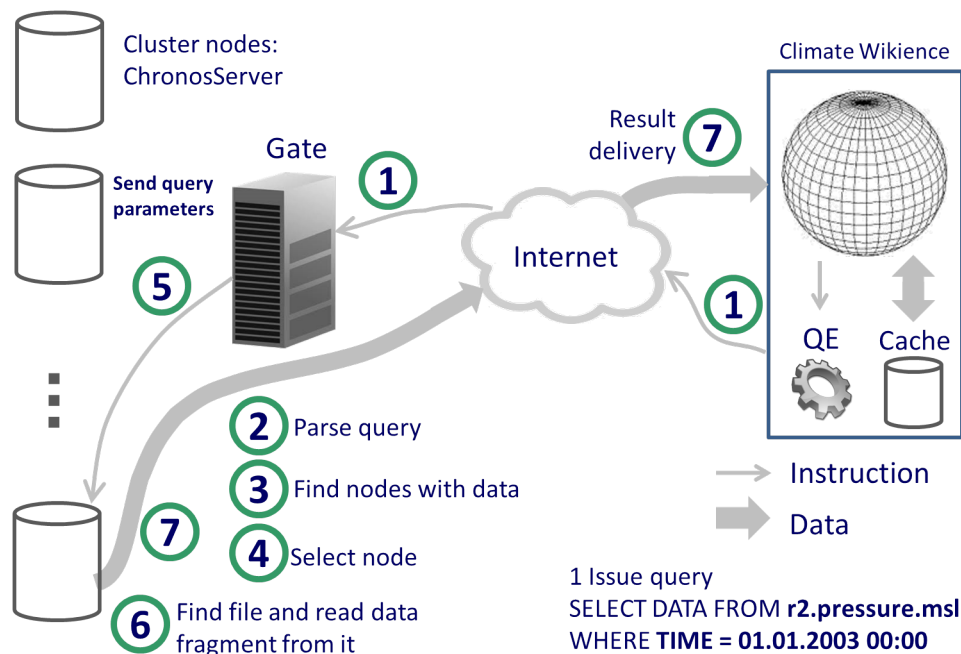 Cluster nodes:
ChronosServer
Climate Wikience
Result
delivery
7
Gate
1
Send query
parameters
Internet
5
1
QE
Cache
2 Parse query
3 Find nodes with data
4 Select node
7
6 Find file and read data
fragment from it
Instruction
Data
1 Issue query
SELECT DATA FROM r2.pressure.msl
WHERE TIME = 01.01.2003 00:00